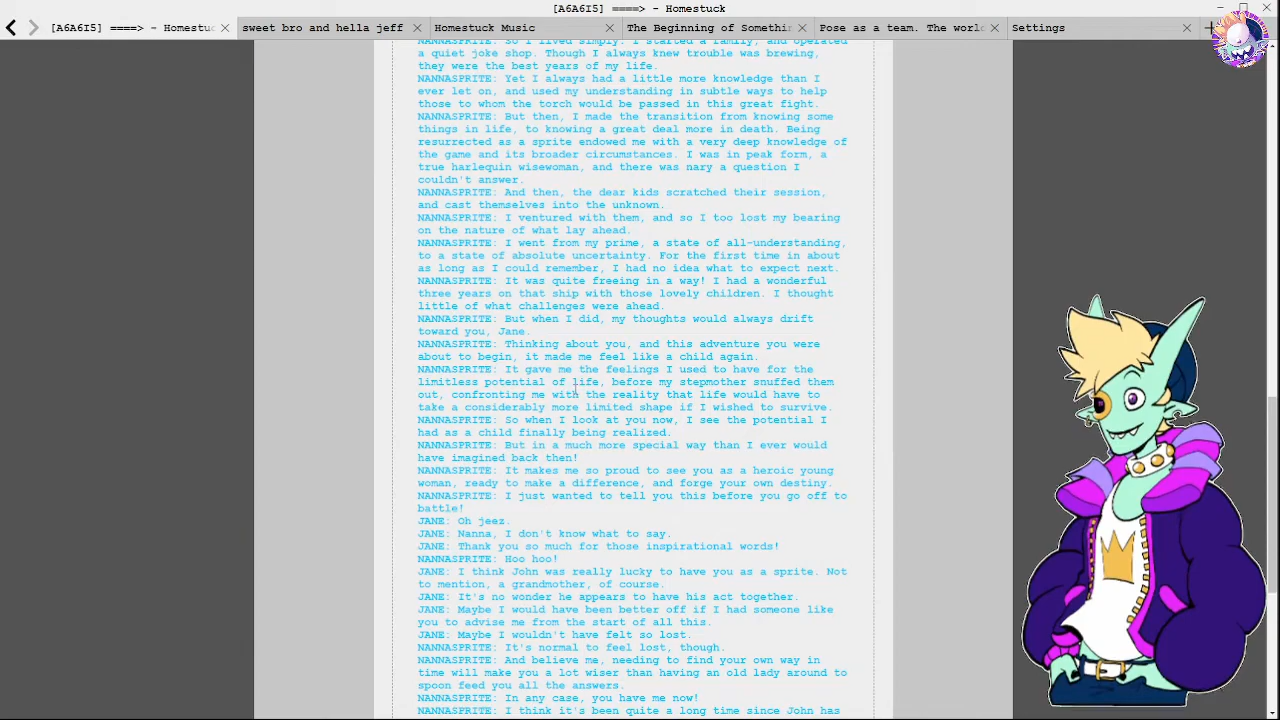 [A6A6I5] ====> - Homestuck
[A6A6I5] ====> - Homestuc
sweet bro and hella jeff
Homestuck Music
The Beginning of Somethin
Pose as a team. The world
Settings
NANNASPRITE: So I lived simply. I started a family, and operated
a quiet joke shop. Though I always knew trouble was brewing,
they were the best years of my life.
NANNASPRITE: Yet I always had a little more knowledge than I
ever let on, and used my understanding in subtle ways to help
those to whom the torch would be passed in this great fight.
NANNASPRITE: But then, I made the transition from knowing some
things in life, to knowing a great deal more in death. Being
resurrected as a sprite endowed me with a very deep knowledge of
the game and its broader circumstances. I was in peak form, a
true harlequin wisewoman, and there was nary a question I
couldn't answer.
NANNASPRITE: And then, the dear kids scratched their session,
and cast themselves into the unknown.
NANNASPRITE: I ventured with them, and so I too lost my bearing
on the nature of what lay ahead.
NANNASPRITE: I went from my prime, a state of all-understanding,
to a state of absolute uncertainty. For the first time in about
as long as I could remember, I had no idea what to expect next.
NANNASPRITE: It was quite freeing in a way! I had a wonderful
three years on that ship with those lovely children. I thought
little of what challenges were ahead.
NANNASPRITE: But when I did, my thoughts would always drift
toward you, Jane.
NANNASPRITE: Thinking about you, and this adventure you were
about to begin, it made me feel like a child again.
NANNASPRITE: It gave me the feelings I used to have for the
limitless potential of life, before my stepmother snuffed them
out, confronting me with the reality that life would have to
take a considerably more limited shape if I wished to survive.
NANNASPRITE: So when I look at you now, I see the potential I
had as a child finally being realized.
NANNASPRITE: But in a much more special way than I ever would
have imagined back then!
NANNASPRITE: It makes me so proud to see you as a heroic young
woman, ready to make a difference, and forge your own destiny.
NANNASPRITE: I just wanted to tell you this before you go off to
battle!
JANE: Oh jeez.
JANE: Nanna, I don't know what to say.
JANE: Thank you so much for those inspirational words!
NANNASPRITE: Hoo hoo!
JANE: I think John was really lucky to have you as a sprite. Not
to mention, a grandmother, of course.
JANE: It's no wonder he appears to have his act together.
JANE: Maybe I would have been better off if I had someone like
you to advise me from the start of all this.
JANE: Maybe I wouldn't have felt so lost.
NANNASPRITE: It's normal to feel lost, though.
NANNASPRITE: And believe me, needing to find your own way in
time will make you a lot wiser than having an old lady around to
spoon feed you all the answers.
NANNASPRITE: In any case, you have me now!
NANNASPRITE: I think it's been quite a long time since John has